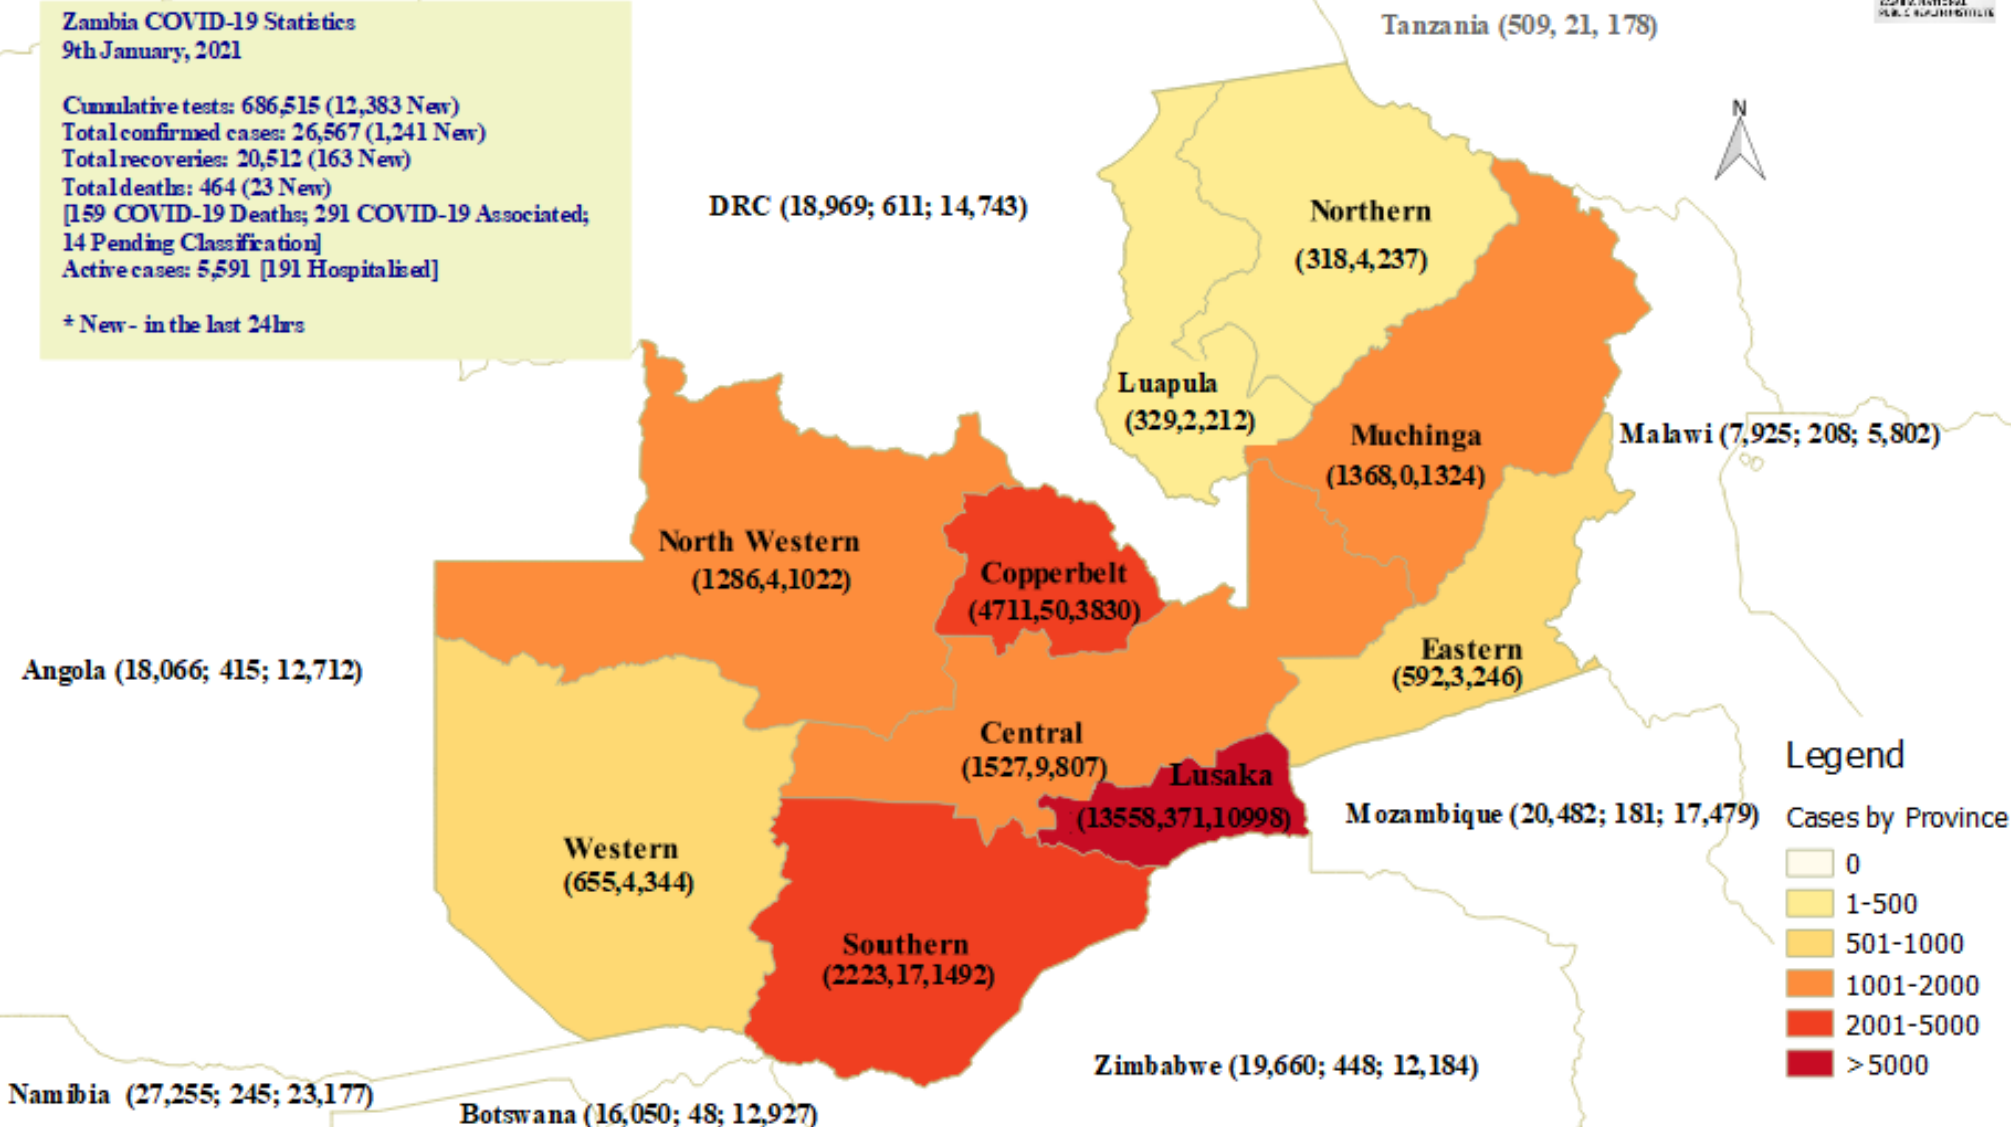 Zambia COVID-19 Statistics
9th January, 2021
Cumulative tests: 686,515 (12,383 New)
Total confirmed cases: 26,567 (1,241 New)
Total recoveries: 20,512 (163 New)
Total deaths: 464 (23 New)
[159 COVID-19 Deaths; 291 COVID-19 Associated;
14 Pending Classification]
Active cases: 5,591 [191 Hospitalised]
* New - in the last 24hrs
PUBLIC HEALTH INSTITUTE
Tanzania (509, 21, 178)
N
DRC (18,969; 611; 14,743)
Northern
(318,4,237)
Luapula
(329,2,212)
Muchinga
(1368,0,1324)
Malawi (7,925; 208; 5,802)
North Western
(1286,4,1022)
Copperbelt
(4711,50,3830)
Angola (18,066; 415; 12,712)
Eastern
(592,3,246)
Central
(1527,9,807)
Lusaka
(13558,371,10998)
Mozambique (20,482; 181; 17,479)
Western
(655,4,344)
Southern
(2223,17,1492)
Zimbabwe (19,660; 448; 12,184)
Namibia (27,255; 245; 23,177)
Botswana (16,050; 48; 12,927)
Legend
Cases by Province
0
1-500
501-1000
1001-2000
2001-5000
>5000